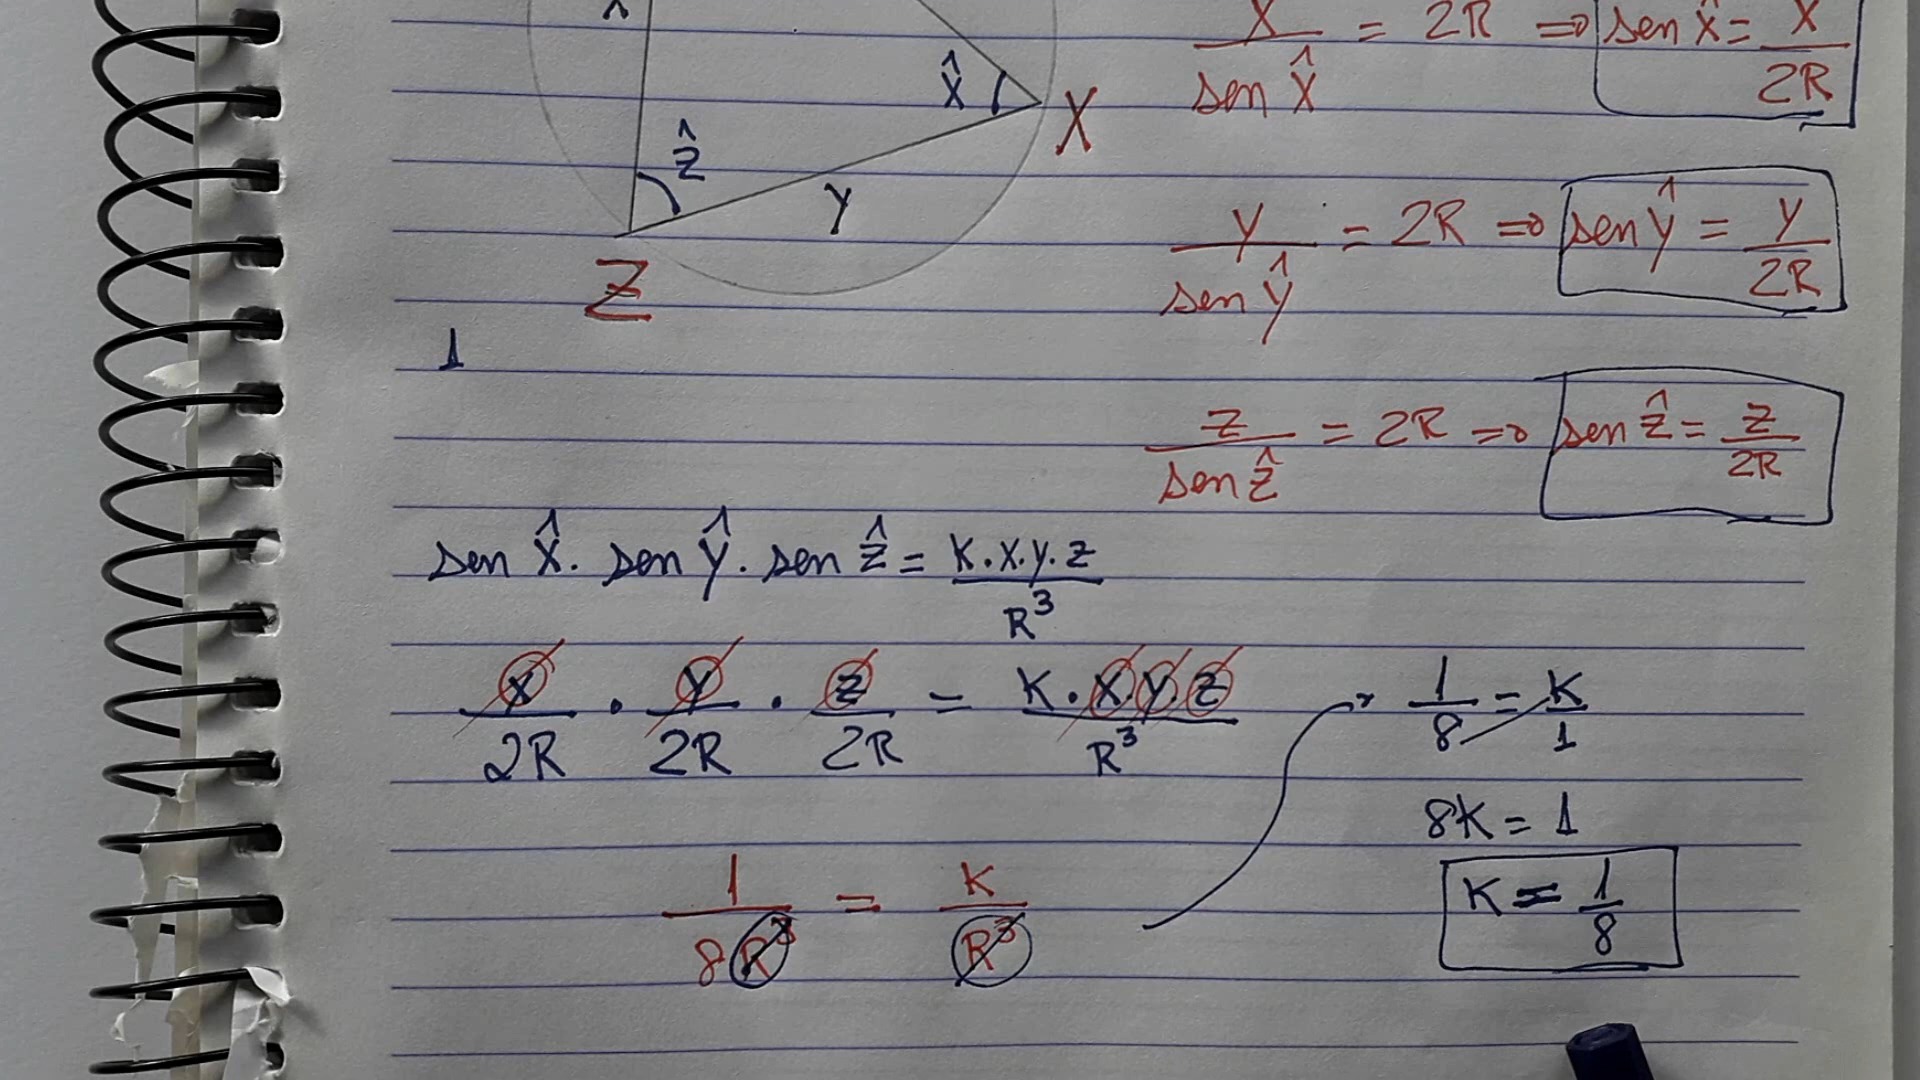 x
x / sen X̂ = 2R ⇒ sen X̂ = x / 2R
X̂ X
Ẑ
y
y / sen Ŷ = 2R ⇒ sen Ŷ = y / 2R
Z
1
z / sen Ẑ = 2R ⇒ sen Ẑ = z / 2R
sen X̂ . sen Ŷ . sen Ẑ = K.x.y.z / R³
x / 2R . y / 2R . z / 2R = K.x.y.z / R³
1 / 8 = K / 1
8K = 1
1 / 8R³ = K / R³
K = 1 / 8